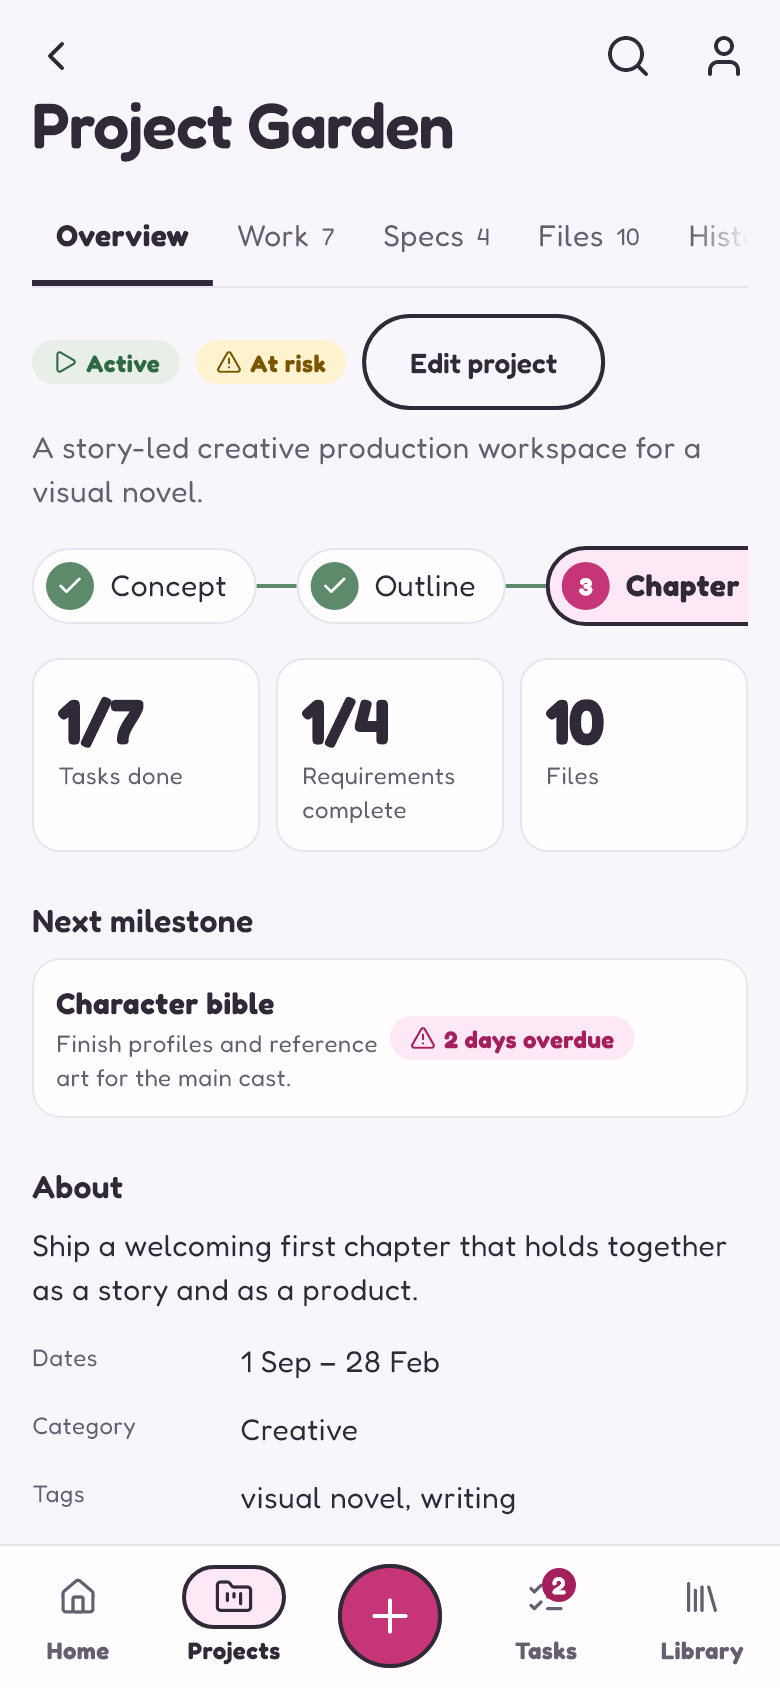 Project Garden
Overview Work 7 Specs 4 Files 10 Hist
Active At risk Edit project
A story-led creative production workspace for a
visual novel.
Concept Outline 3 Chapter
1/7 1/4 10
Tasks done Requirements Files
complete
Next milestone
Character bible
Finish profiles and reference
art for the main cast.
2 days overdue
About
Ship a welcoming first chapter that holds together
as a story and as a product.
Dates 1 Sep – 28 Feb
Category Creative
Tags visual novel, writing
2
Home Projects Tasks Library